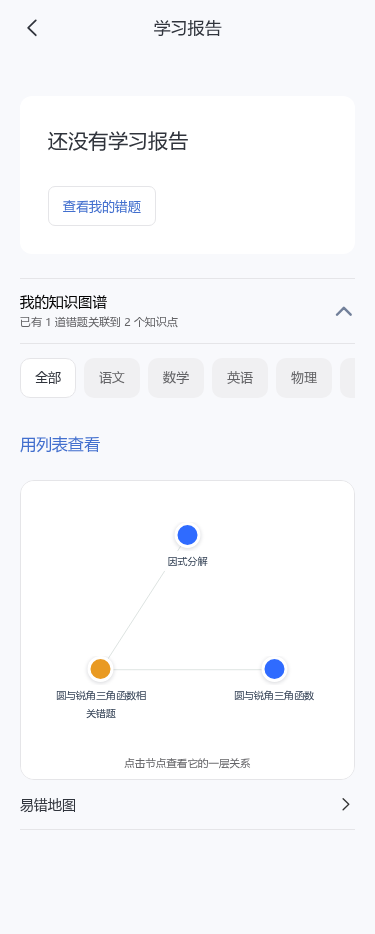 学习报告
还没有学习报告
查看我的错题
我的知识图谱
已有 1 道错题关联到 2 个知识点
全部 语文 数学 英语 物理
用列表查看
因式分解
圆与锐角三角函数相
关错题
圆与锐角三角函数
点击节点查看它的一层关系
易错地图